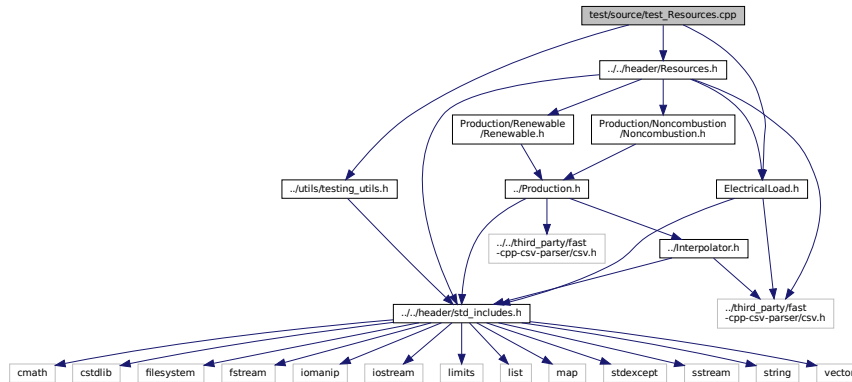 test/source/test_Resources.cpp
../../header/Resources.h
Production/Renewable
/Renewable.h
Production/Noncombustion
/Noncombustion.h
../utils/testing_utils.h
../Production.h
ElectricalLoad.h
../../third_party/fast
-cpp-csv-parser/csv.h
../Interpolator.h
../third_party/fast
-cpp-csv-parser/csv.h
../../header/std_includes.h
cmath
cstdlib
filesystem
fstream
iomanip
iostream
limits
list
map
stdexcept
sstream
string
vector